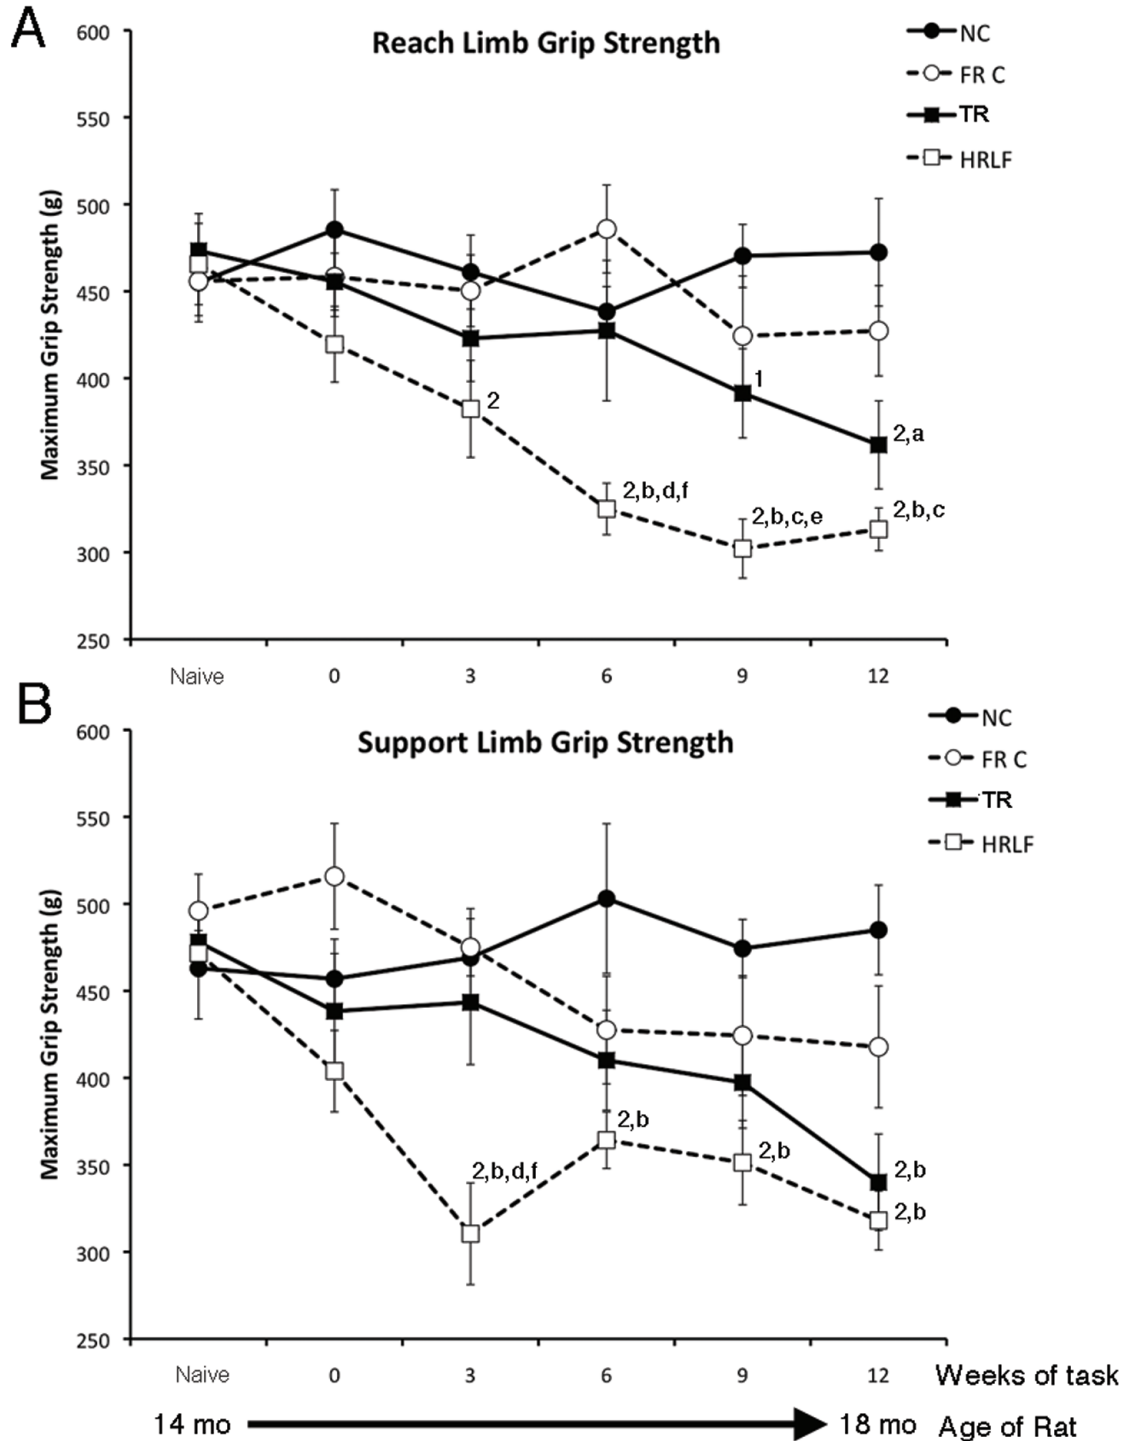 A
Reach Limb Grip Strength
NC
FR C
TR
HRLF
Maximum Grip Strength (g)
600
550
500
450
400
350
300
250
2
2,b,d,f
1
2,b,c,e
2,a
2,b,c
Naive 0 3 6 9 12
B
Support Limb Grip Strength
NC
FR C
TR
HRLF
Maximum Grip Strength (g)
600
550
500
450
400
350
300
250
2,b,d,f
2,b
2,b
2,b
2,b
Naive 0 3 6 9 12 Weeks of task
14 mo 18 mo Age of Rat